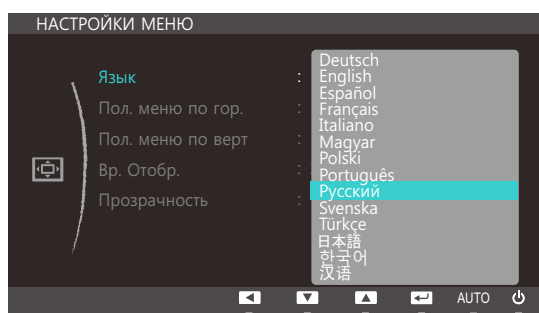 НАСТРОЙКИ МЕНЮ
Язык :
Deutsch
English
Español
Français
Italiano
Magyar
Polski
Português
Русский
Svenska
Türkçe
日本語
한국어
汉语
Пол. меню по гор. :
Пол. меню по верт :
Вр. Отобр. :
Прозрачность :
AUTO